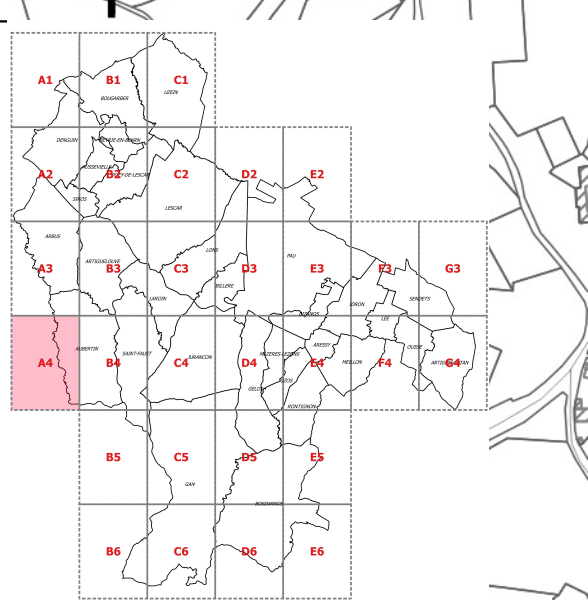 A1 B1 C1
BOUGARBER UZEIN
DENGUIN
A2 B2 C2 D2 E2
SIROS LESCAR
ARBUS LONS PAU
ARTIGUELOUVE
A3 B3 C3 D3 E3 F3 G3
BILLERE
LAROIN IDRON SENDETS
LEE
AUBERTIN ARESSY OUSSE
SAINT-FAUST JURANCON MAZERES-LEZONS
A4 B4 C4 D4 E4 F4 G4
MEILLON
GELOS
RONTIGNON
B5 C5 D5 E5
GAN
BOSDARROS
B6 C6 D6 E6